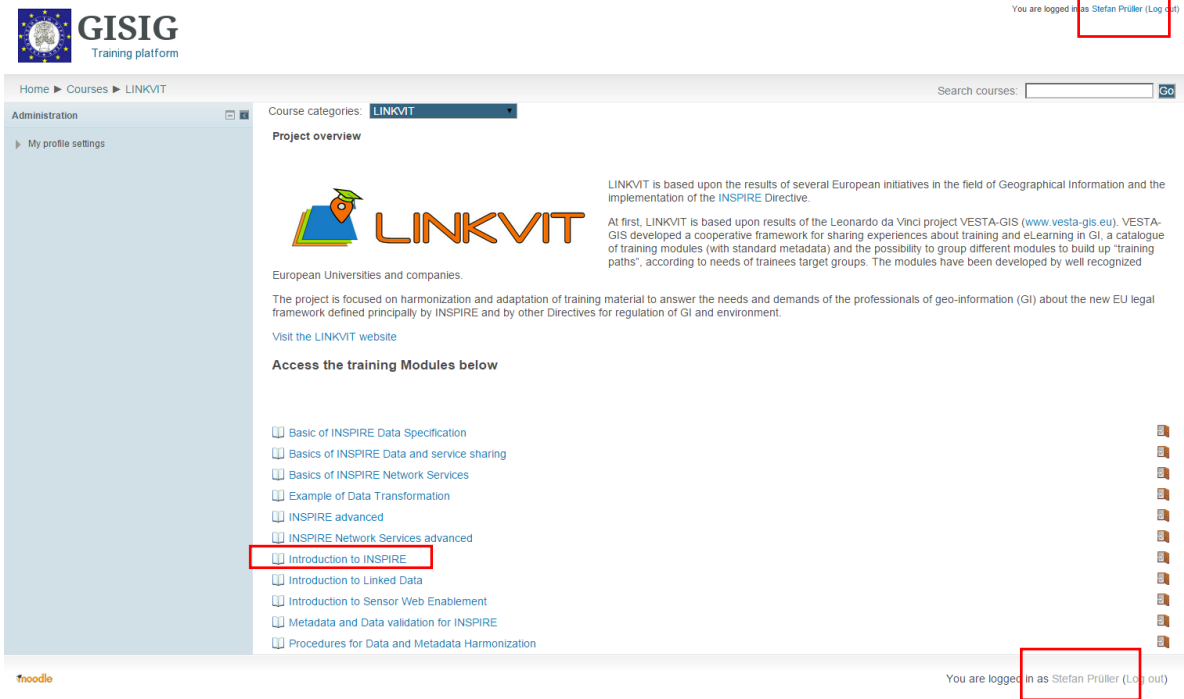 You are logged in as Stefan Prüller (Log out)
GISIG
Training platform
Home ► Courses ► LINKVIT
Search courses: Go
Administration
My profile settings
Course categories: LINKVIT
Project overview
LINKVIT
LINKVIT is based upon the results of several European initiatives in the field of Geographical Information and the
implementation of the INSPIRE Directive.
At first, LINKVIT is based upon results of the Leonardo da Vinci project VESTA-GIS (www.vesta-gis.eu). VESTA-
GIS developed a cooperative framework for sharing experiences about training and eLearning in GI, a catalogue
of training modules (with standard metadata) and the possibility to group different modules to build up “training
paths”, according to needs of trainees target groups. The modules have been developed by well recognized
European Universities and companies.
The project is focused on harmonization and adaptation of training material to answer the needs and demands of the professionals of geo-information (GI) about the new EU legal
framework defined principally by INSPIRE and by other Directives for regulation of GI and environment.
Visit the LINKVIT website
Access the training Modules below
Basic of INSPIRE Data Specification
Basics of INSPIRE Data and service sharing
Basics of INSPIRE Network Services
Example of Data Transformation
INSPIRE advanced
INSPIRE Network Services advanced
Introduction to INSPIRE
Introduction to Linked Data
Introduction to Sensor Web Enablement
Metadata and Data validation for INSPIRE
Procedures for Data and Metadata Harmonization
moodle
You are logged in as Stefan Prüller (Log out)